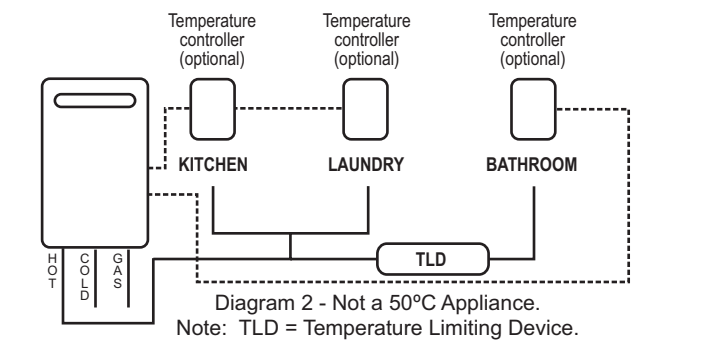 Temperature
controller
(optional)
Temperature
controller
(optional)
Temperature
controller
(optional)
KITCHEN
LAUNDRY
BATHROOM
HOT
COLD
GAS
TLD
Diagram 2 - Not a 50ºC Appliance.
Note: TLD = Temperature Limiting Device.